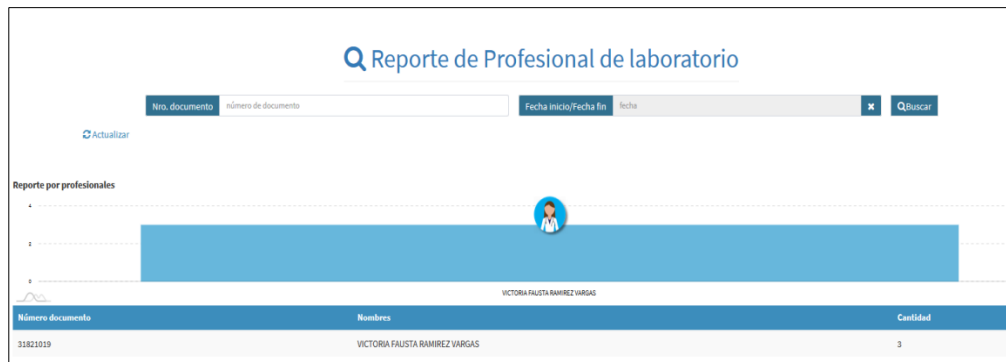 Reporte de Profesional de laboratorio
Nro. documento número de documento Fecha inicio/Fecha fin fecha Buscar
Actualizar
Reporte por profesionales
4
2
0
VICTORIA FAUSTA RAMIREZ VARGAS
Número documento Nombres Cantidad
31821019 VICTORIA FAUSTA RAMIREZ VARGAS 3